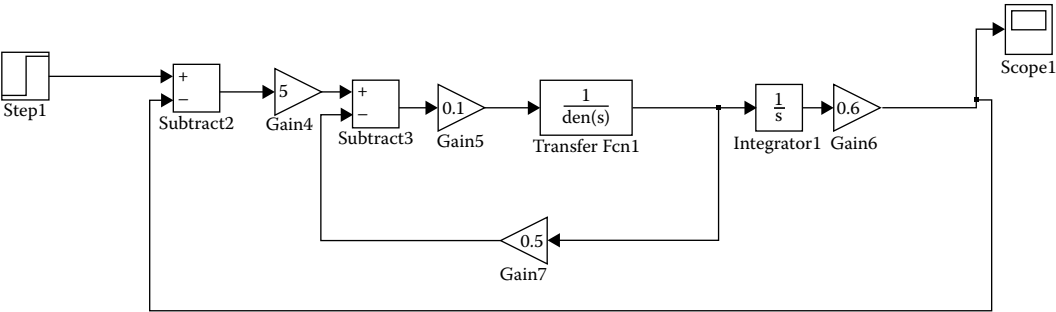 Step1
+
−
Subtract2
5
Gain4
+
−
Subtract3
0.1
Gain5
1
den(s)
Transfer Fcn1
1
s
Integrator1
0.6
Gain6
Scope1
0.5
Gain7